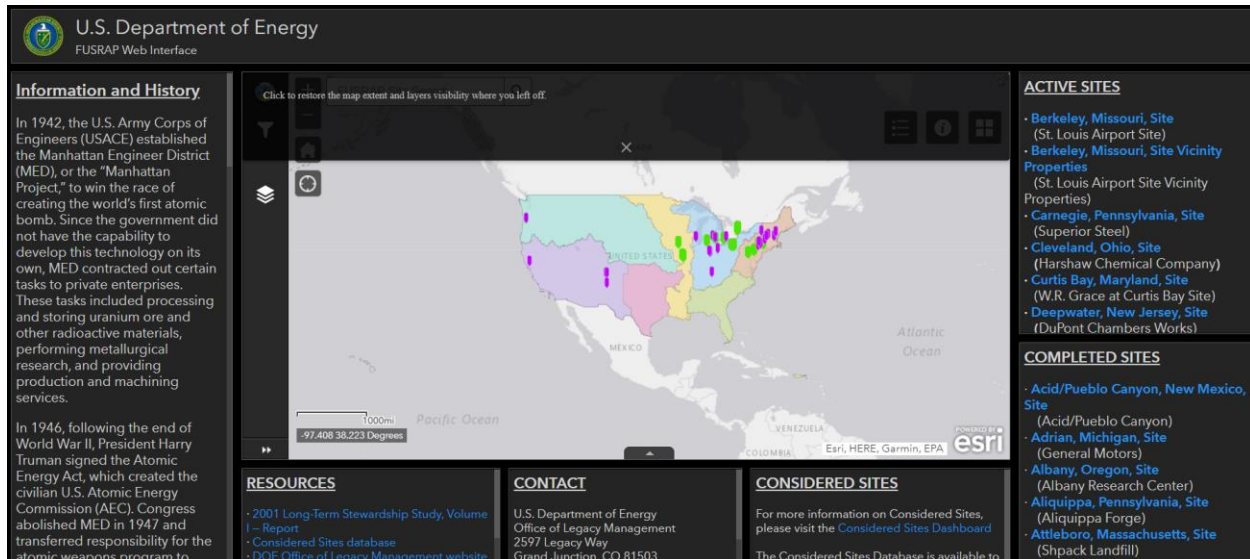 U.S. Department of Energy
FUSRAP Web Interface
Information and History
In 1942, the U.S. Army Corps of
Engineers (USACE) established
the Manhattan Engineer District
(MED), or the “Manhattan
Project,” to win the race of
creating the world’s first atomic
bomb. Since the government did
not have the capability to
develop this technology on its
own, MED contracted out certain
tasks to private enterprises.
These tasks included processing
and storing uranium ore and
other radioactive materials,
performing metallurgical
research, and providing
production and machining
services.
In 1946, following the end of
World War II, President Harry
Truman signed the Atomic
Energy Act, which created the
civilian U.S. Atomic Energy
Commission (AEC). Congress
abolished MED in 1947 and
transferred responsibility for the
atomic weapons program to
Click to restore the map extent and layers visibility where you left off.
UNITED STATES
MÉXICO
Atlantic
Ocean
Pacific Ocean
VENEZUELA
COLOMBIA
1000mi
-97.408 38.223 Degrees
Esri, HERE, Garmin, EPA
POWERED BY
esri
RESOURCES
· 2001 Long-Term Stewardship Study, Volume
I – Report
· Considered Sites database
· DOE Office of Legacy Management website
CONTACT
U.S. Department of Energy
Office of Legacy Management
2597 Legacy Way
Grand Junction, CO 81503
CONSIDERED SITES
For more information on Considered Sites,
please visit the Considered Sites Dashboard
The Considered Sites Database is available to
ACTIVE SITES
· Berkeley, Missouri, Site
(St. Louis Airport Site)
· Berkeley, Missouri, Site Vicinity
Properties
(St. Louis Airport Site Vicinity
Properties)
· Carnegie, Pennsylvania, Site
(Superior Steel)
· Cleveland, Ohio, Site
(Harshaw Chemical Company)
· Curtis Bay, Maryland, Site
(W.R. Grace at Curtis Bay Site)
· Deepwater, New Jersey, Site
(DuPont Chambers Works)
COMPLETED SITES
· Acid/Pueblo Canyon, New Mexico,
Site
(Acid/Pueblo Canyon)
· Adrian, Michigan, Site
(General Motors)
· Albany, Oregon, Site
(Albany Research Center)
· Aliquippa, Pennsylvania, Site
(Aliquippa Forge)
· Attleboro, Massachusetts, Site
(Shpack Landfill)